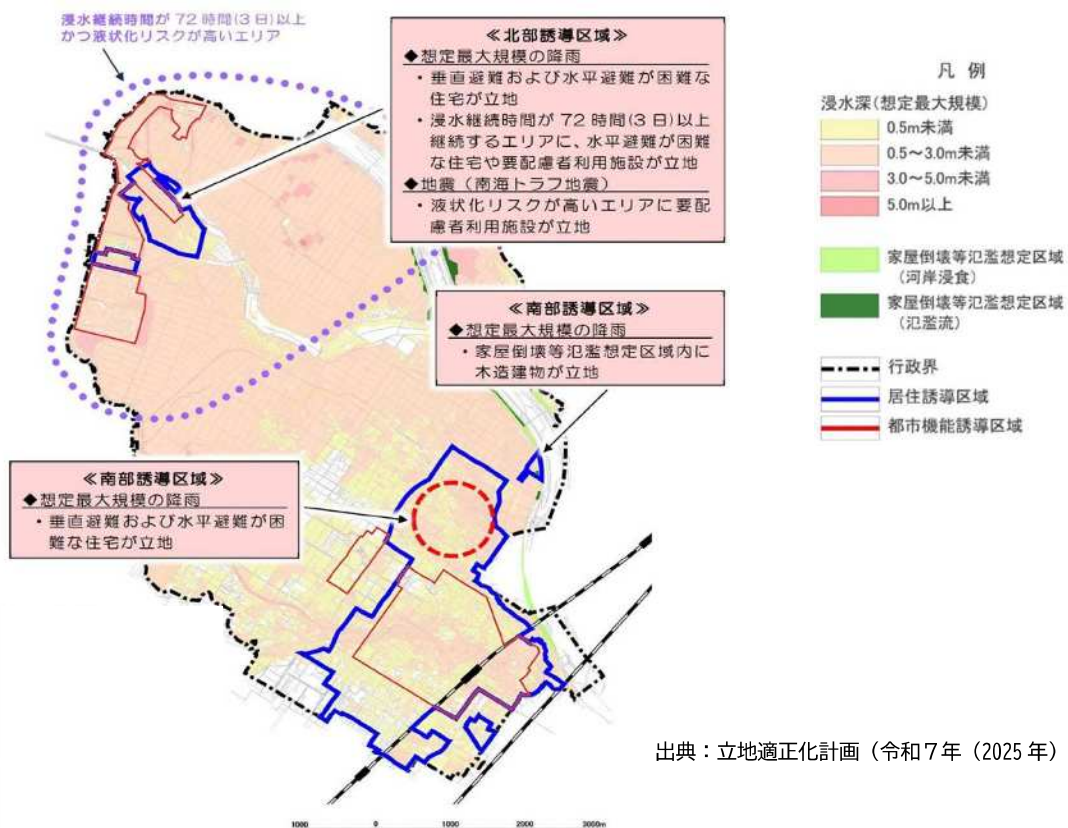 浸水継続時間が 72 時間(3 日)以上
かつ液状化リスクが高いエリア
≪北部誘導区域≫
◆想定最大規模の降雨
・垂直避難および水平避難が困難な
住宅が立地
・浸水継続時間が 72 時間(3 日)以上
継続するエリアに、水平避難が困難
な住宅や要配慮者利用施設が立地
◆地震（南海トラフ地震）
・液状化リスクが高いエリアに要配
慮者利用施設が立地
≪南部誘導区域≫
◆想定最大規模の降雨
・家屋倒壊等氾濫想定区域内に
木造建物が立地
≪南部誘導区域≫
◆想定最大規模の降雨
・垂直避難および水平避難が困
難な住宅が立地
凡 例
浸水深(想定最大規模)
0.5m未満
0.5～3.0m未満
3.0～5.0m未満
5.0m以上
家屋倒壊等氾濫想定区域
（河岸浸食）
家屋倒壊等氾濫想定区域
（氾濫流）
行政界
居住誘導区域
都市機能誘導区域
出典：立地適正化計画（令和７年（2025 年）
1000 0 1000 2000 3000m